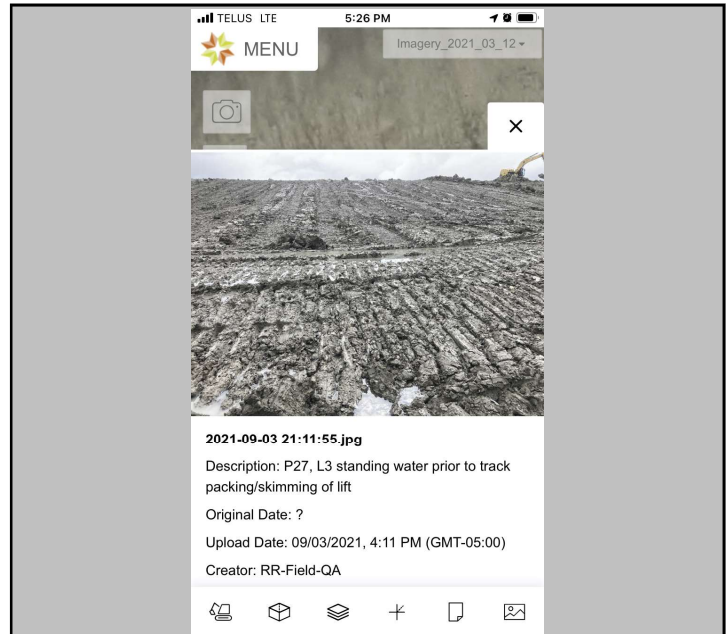 TELUS LTE 5:26 PM
MENU
Imagery_2021_03_12
2021-09-03 21:11:55.jpg
Description: P27, L3 standing water prior to track
packing/skimming of lift
Original Date: ?
Upload Date: 09/03/2021, 4:11 PM (GMT-05:00)
Creator: RR-Field-QA